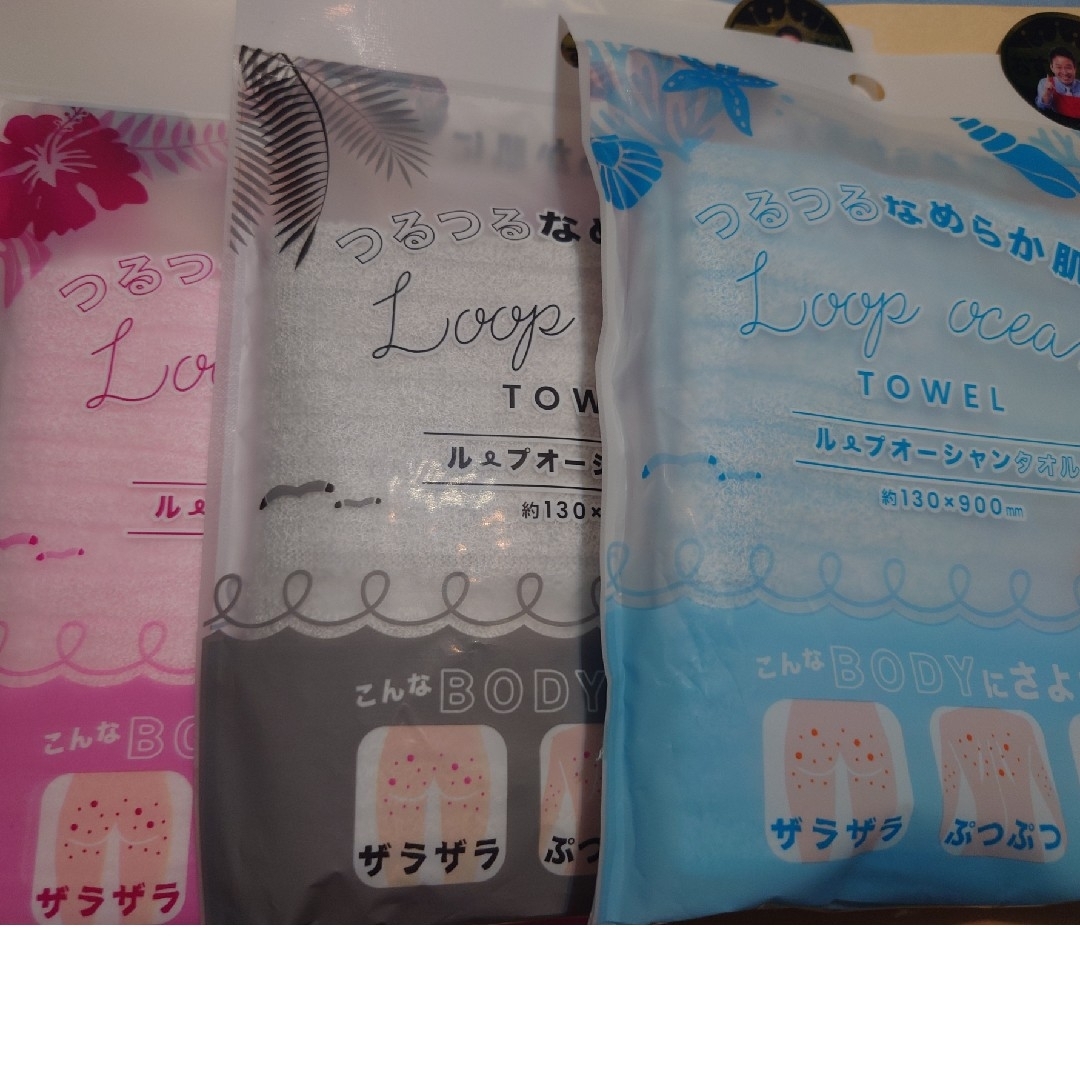 つるつ
Lo
ル
こんなBO
ザラザラ
つるつるなめ
Loop
TOW
ループオーシ
約130×
こんなBODY
ザラザラ
ぷつ
つるつるなめらか肌
Loop ocea
TOWEL
ループオーシャンタオル
約130×900mm
こんなBODYにさよ
ザラザラ
ぷつぷつ